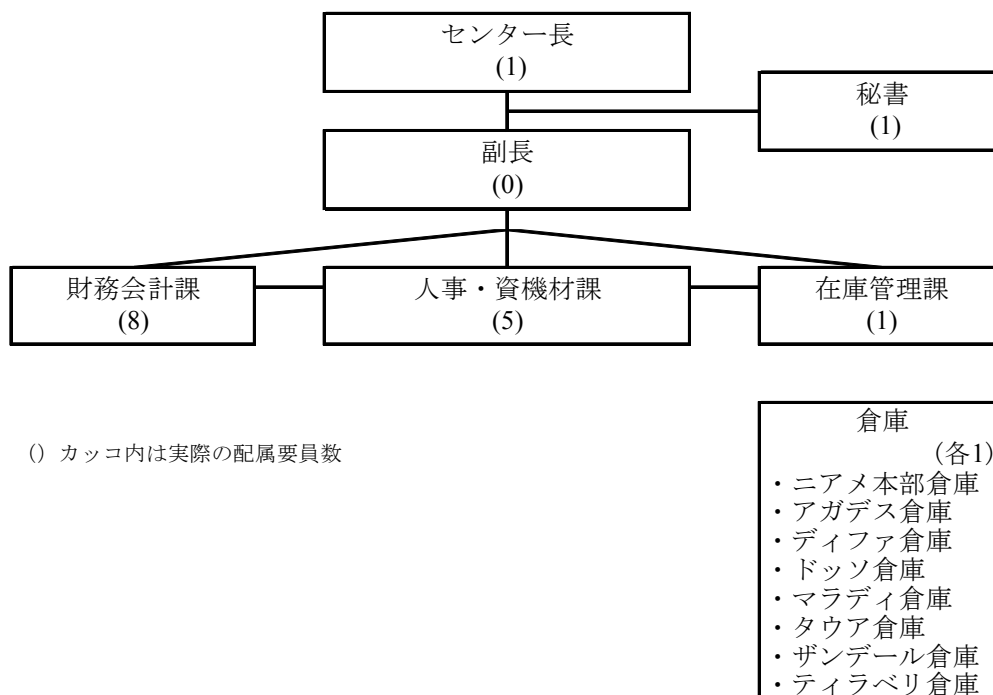 センター長
(1)
秘書
(1)
副長
(0)
財務会計課
(8)
人事・資機材課
(5)
在庫管理課
(1)
() カッコ内は実際の配属要員数
倉庫
(各1)
・ニアメ本部倉庫
・アガデス倉庫
・ディファ倉庫
・ドッソ倉庫
・マラディ倉庫
・タウア倉庫
・ザンデール倉庫
・ティラベリ倉庫